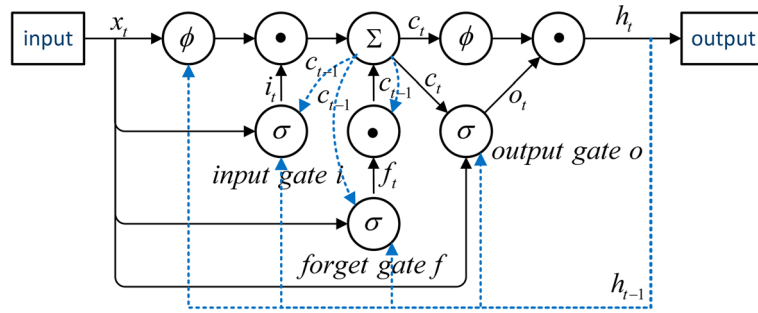 input x_t ϕ • Σ c_t ϕ • h_t output
i_t c_{t-1} c_{t-1} c_{t-1} c_t o_t
σ • σ
input gate i f_t output gate o
σ
forget gate f h_{t-1}